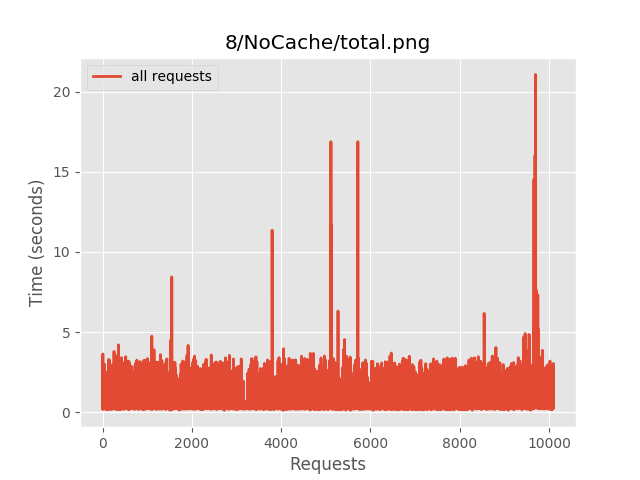 8/NoCache/total.png
all requests
Time (seconds)
20
15
10
5
0
0 2000 4000 6000 8000 10000
Requests